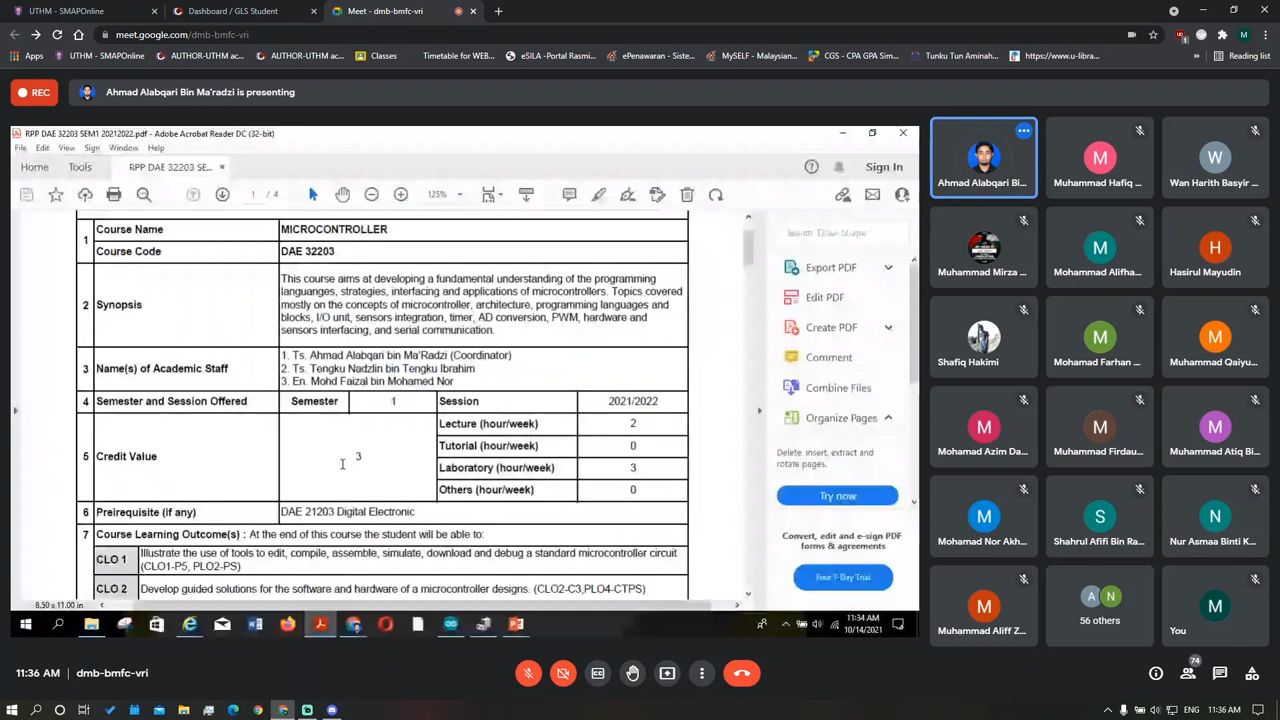 UTHM - SMAPOnline
Dashboard / GLS Student
Meet - dmb-bmfc-vri
meet.google.com/dmb-bmfc-vri
Apps
UTHM - SMAPOnline
AUTHOR-UTHM ac...
AUTHOR-UTHM ac...
Classes
Timetable for WEB...
eSILA -Portal Rasmi...
ePenawaran - Siste...
MySELF - Malaysian...
CGS - CPA GPA Sim...
Tunku Tun Aminah...
https://www.u-libra...
Reading list
REC
Ahmad Alabqari Bin Ma'radzi is presenting
RPP DAE 32203 SEM1 20212022.pdf - Adobe Acrobat Reader DC (32-bit)
File Edit View Sign Window Help
Home Tools RPP DAE 32203 SE...
Sign In
1 / 4
125%
1 Course Name MICROCONTROLLER
Course Code DAE 32203
2 Synopsis
This course aims at developing a fundamental understanding of the programming
languanges, strategies, interfacing and applications of microcontrollers. Topics covered
mostly on the concepts of microcontroller, architecture, programming languages and
blocks, I/O unit, sensors integration, timer, AD conversion, PWM, hardware and
sensors interfacing, and serial communication.
3 Name(s) of Academic Staff
1. Ts. Ahmad Alabqari bin Ma'Radzi (Coordinator)
2. Ts. Tengku Nadzlin bin Tengku Ibrahim
3. En. Mohd Faizal bin Mohamed Nor
4 Semester and Session Offered Semester 1 Session 2021/2022
5 Credit Value 3
Lecture (hour/week) 2
Tutorial (hour/week) 0
Laboratory (hour/week) 3
Others (hour/week) 0
6 Prerirequisite (if any) DAE 21203 Digital Electronic
7 Course Learning Outcome(s) : At the end of this course the student will be able to:
CLO 1 Illustrate the use of tools to edit, compile, assemble, simulate, download and debug a standard microcontroller circuit
(CLO1-P5, PLO2-PS)
CLO 2 Develop guided solutions for the software and hardware of a microcontroller designs. (CLO2-C3,PLO4-CTPS)
8.50 x 11.00 in
Export PDF
Edit PDF
Create PDF
Comment
Combine Files
Organize Pages
Delete, insert, extract and
rotate pages.
Try now
Convert, edit and e-sign PDF
forms & agreements
Free 7-Day Trial
11:34 AM
10/14/2021
Ahmad Alabqari Bi...
M
Muhammad Hafiq ...
W
Wan Harith Basyir ...
Muhammad Mirza ...
M
Mohamad Alifha...
H
Hasirul Mayudin
Shafiq Hakimi
M
Mohamad Farhan ...
M
Muhammad Qaiyu...
M
Mohamad Azim Da...
M
Muhammad Firdau...
M
Muhammad Atiq Bi...
M
Mohamad Nor Akh...
S
Shahrul Afifi Bin Ra...
N
Nur Asmaa Binti K...
M
Muhammad Aliff Z...
A N
56 others
M
You
11:36 AM dmb-bmfc-vri
74
ENG 11:36 AM